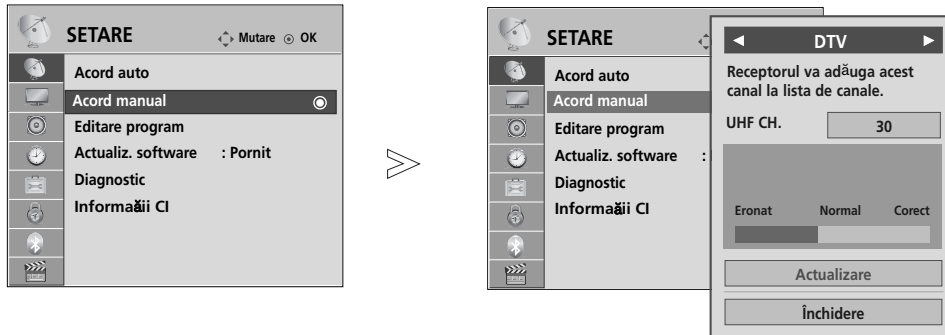 SETARE Mutare OK
Acord auto
Acord manual
Editare program
Actualiz. software : Pornit
Diagnostic
Informaăii CI
SETARE
Acord auto
Acord manual
Editare program
Actualiz. software :
Diagnostic
Informaăii CI
DTV
Receptorul va adăuga acest
canal la lista de canale.
UHF CH. 30
Eronat Normal Corect
Actualizare
Închidere